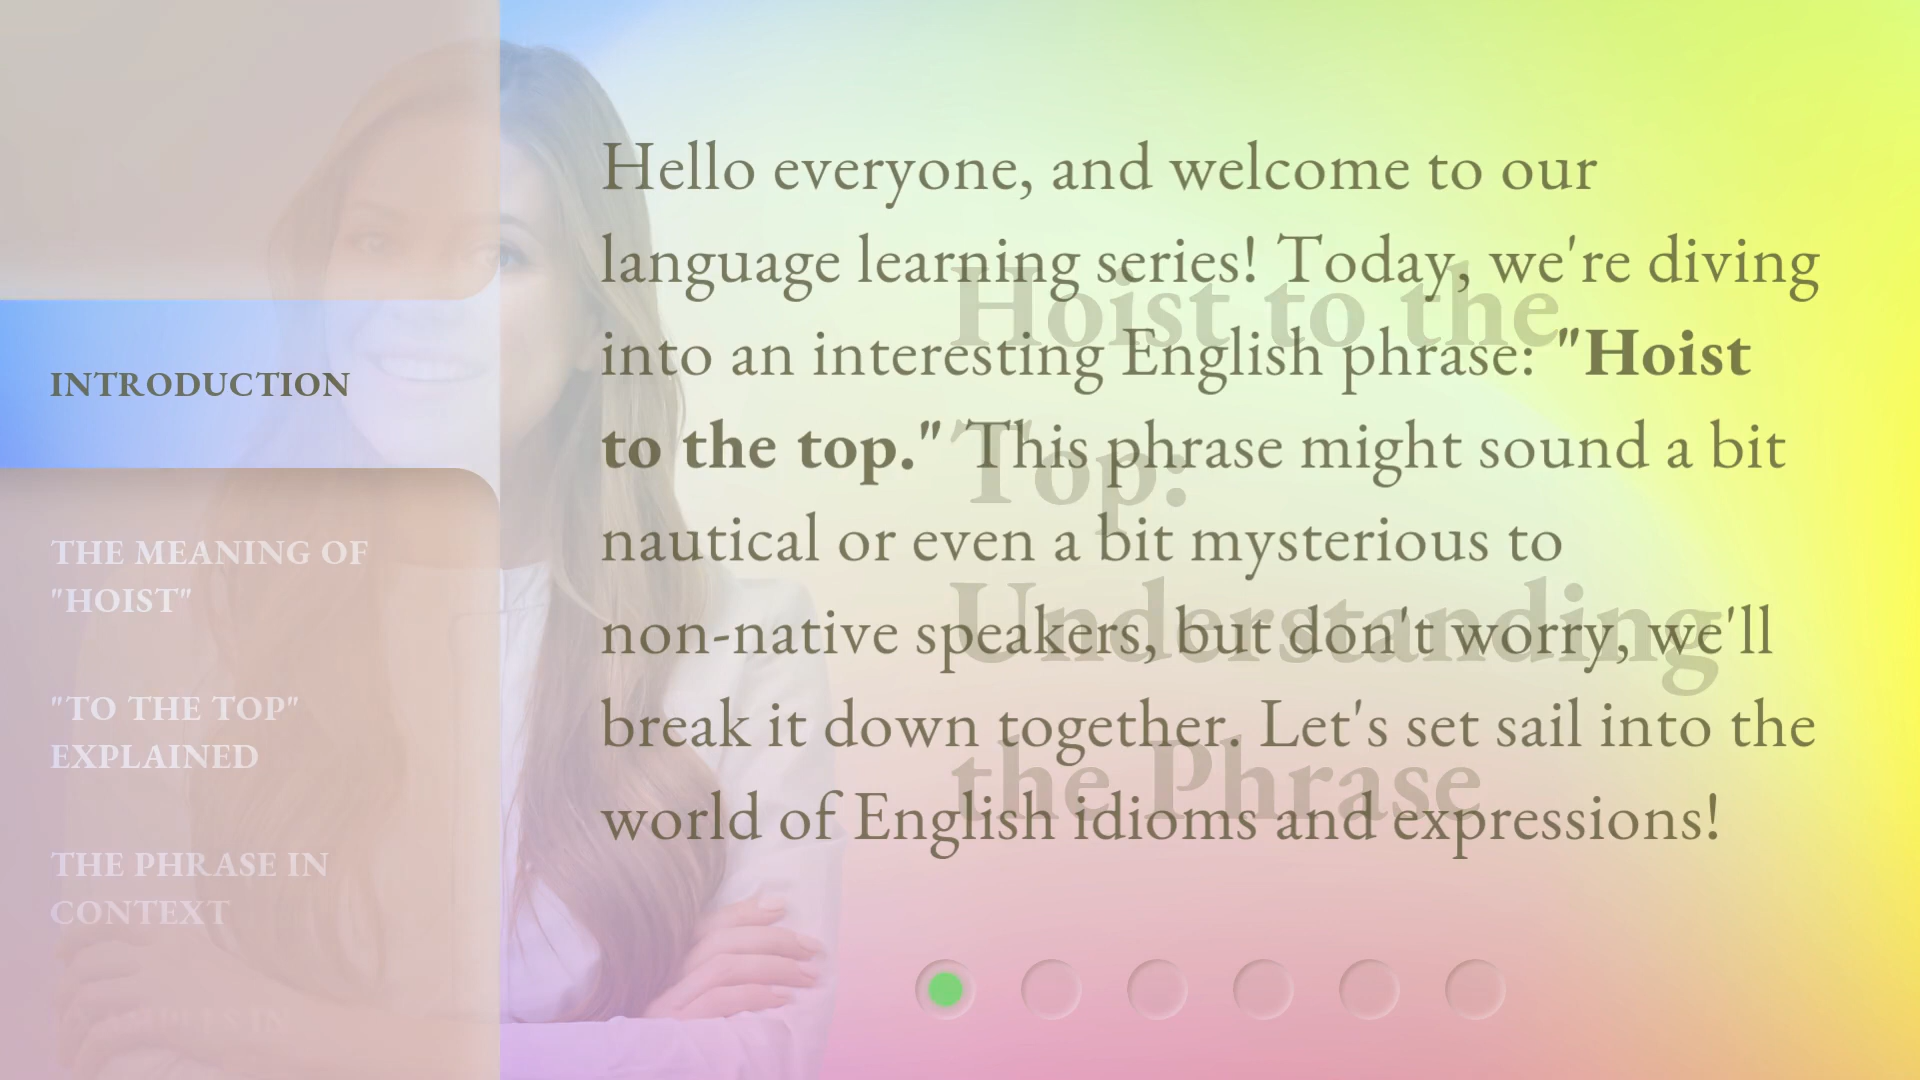 INTRODUCTION
THE MEANING OF
"HOIST"
"TO THE TOP"
EXPLAINED
THE PHRASE IN
CONTEXT
EXAMPLES IN
Hello everyone, and welcome to our
language learning series! Today, we're diving
into an interesting English phrase: "Hoist
to the top." This phrase might sound a bit
nautical or even a bit mysterious to
non-native speakers, but don't worry, we'll
break it down together. Let's set sail into the
world of English idioms and expressions!
Hoist to the
Top:
Understanding
the Phrase